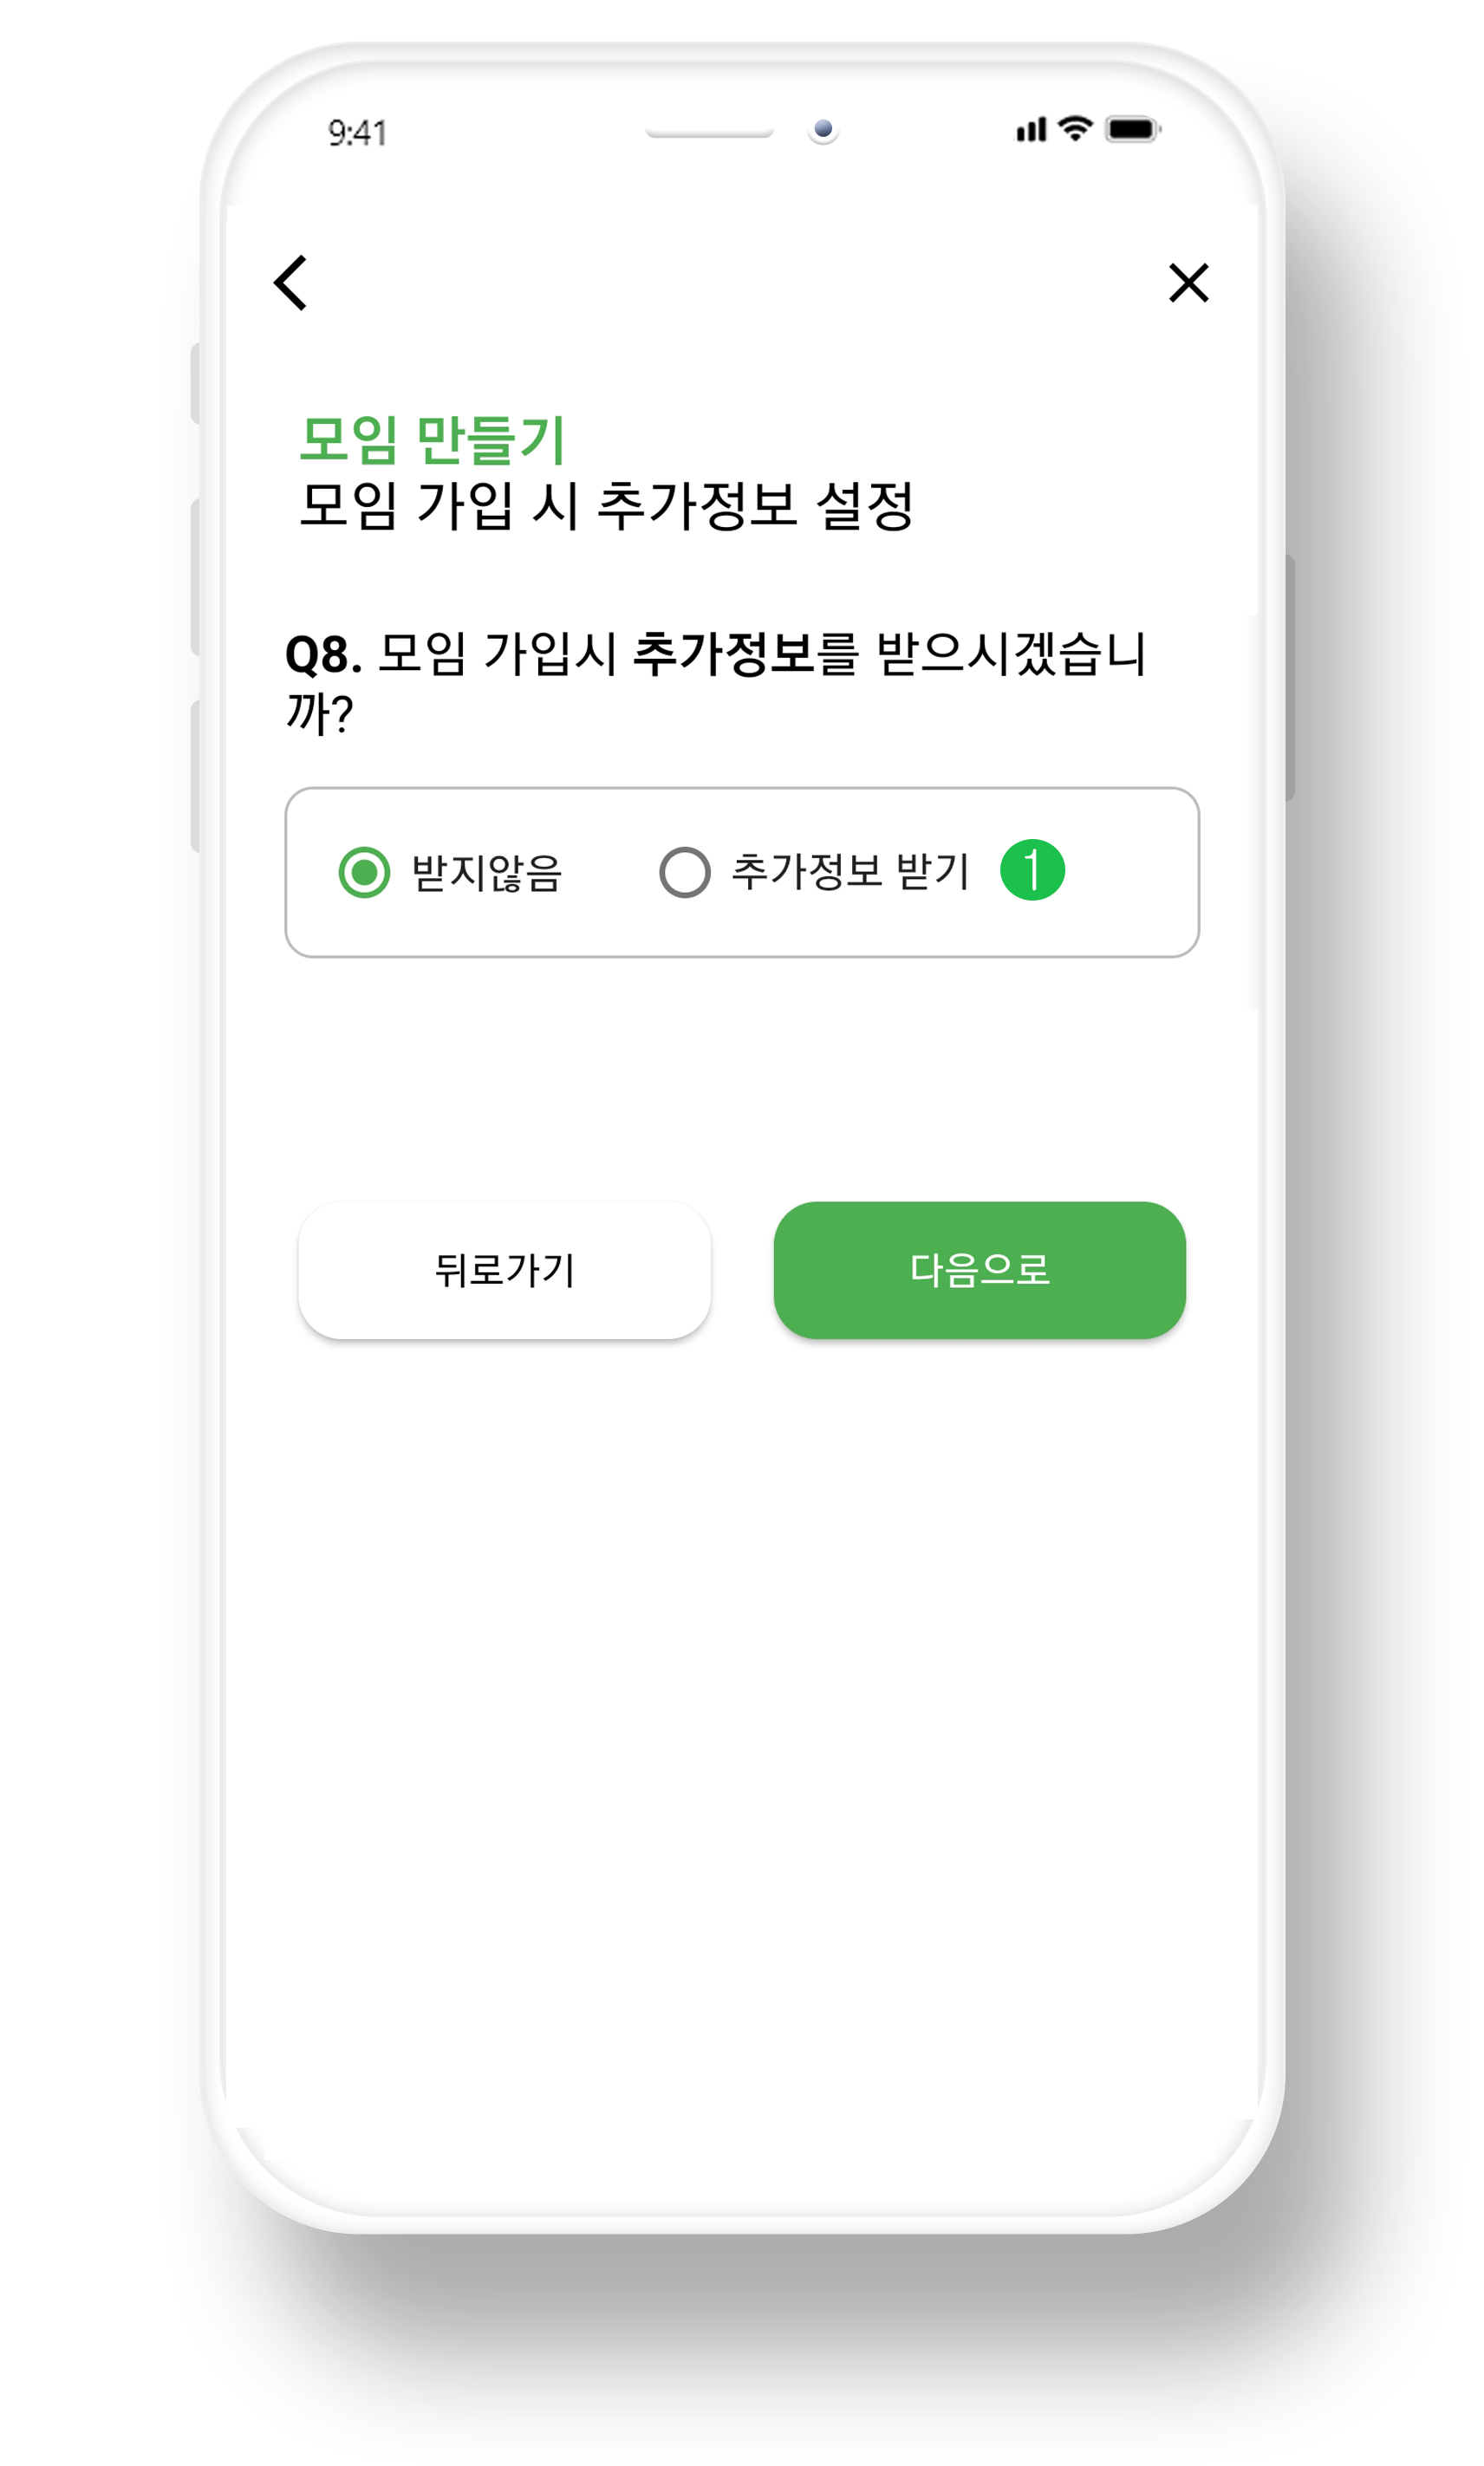 9:41
모임 만들기
모임 가입 시 추가정보 설정
Q8. 모임 가입시 추가정보를 받으시겠습니
까?
받지않음 추가정보 받기 1
뒤로가기 다음으로